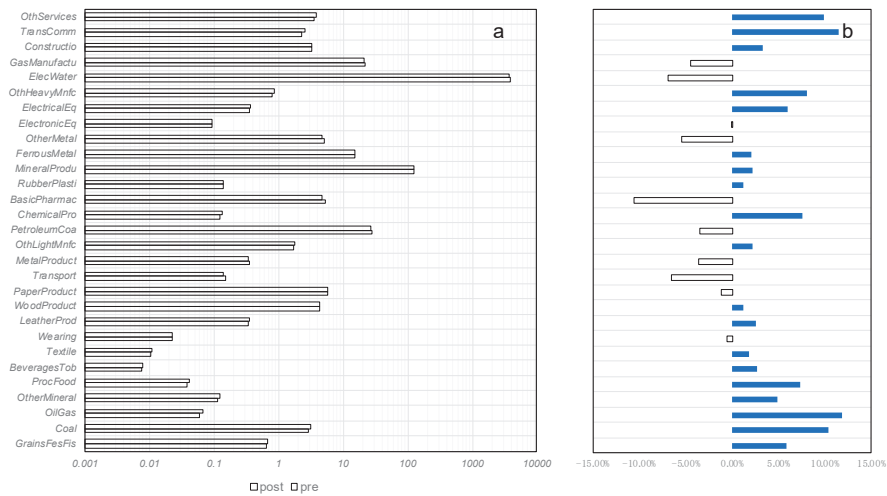 OthServices
TransComm
Constructio
GasManufactu
ElecWater
OthHeavyMnfc
ElectricalEq
ElectronicEq
OtherMetal
FerrousMetal
MineralProdu
RubberPlasti
BasicPharmac
ChemicalPro
PetroleumCoa
OthLightMnfc
MetalProduct
Transport
PaperProduct
WoodProduct
LeatherProd
Wearing
Textile
BeveragesTob
ProcFood
OtherMineral
OilGas
Coal
GrainsFesFis
a
0.001 0.01 0.1 1 10 100 1000 10000
post pre
b
-15.00% -10.00% -5.00% 0.00% 5.00% 10.00% 15.00%